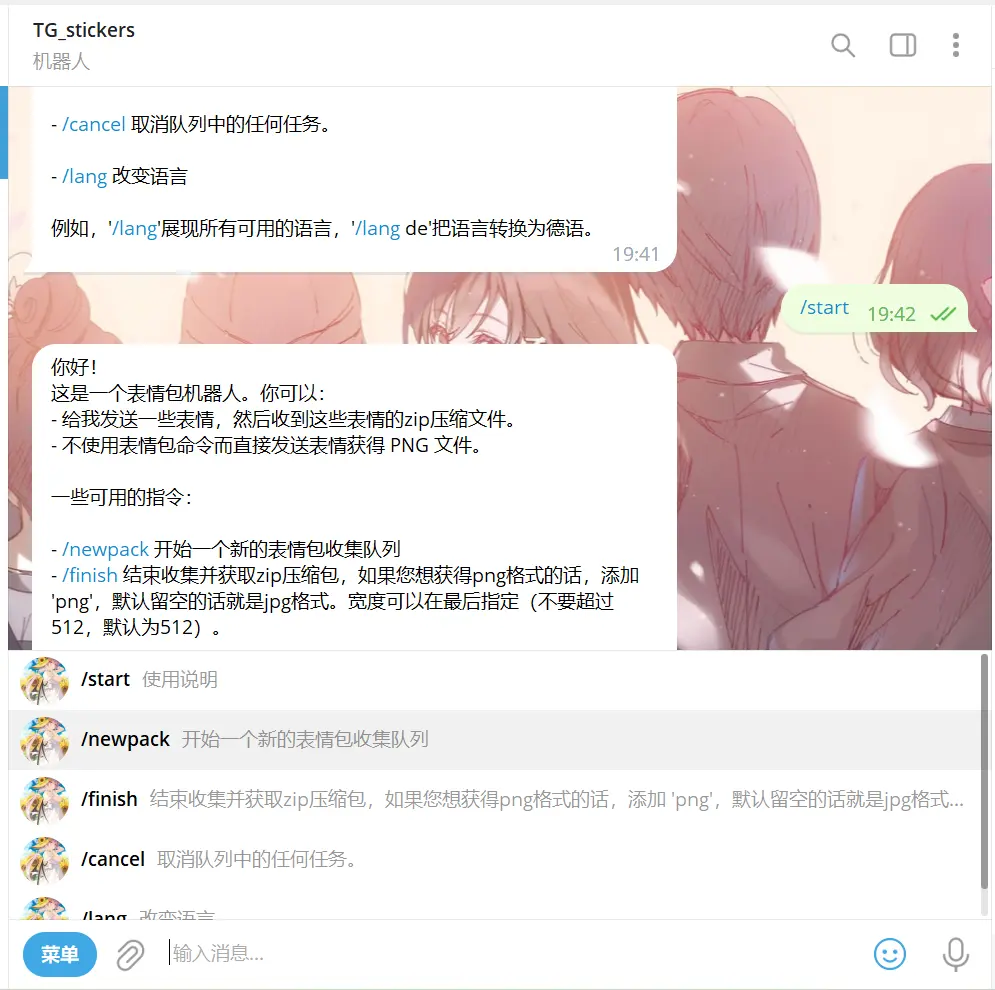 TG_stickers
机器人
- /cancel 取消队列中的任何任务。
- /lang 改变语言
例如，'/lang'展现所有可用的语言，'/lang de'把语言转换为德语。
19:41
/start 19:42
你好！
这是一个表情包机器人。你可以：
- 给我发送一些表情，然后收到这些表情的zip压缩文件。
- 不使用表情包命令而直接发送表情获得 PNG 文件。
一些可用的指令：
- /newpack 开始一个新的表情包收集队列
- /finish 结束收集并获取zip压缩包，如果您想获得png格式的话，添加
'png'，默认留空的话就是jpg格式。宽度可以在最后指定（不要超过
512，默认为512）。
/start 使用说明
/newpack 开始一个新的表情包收集队列
/finish 结束收集并获取zip压缩包，如果您想获得png格式的话，添加 'png'，默认留空的话就是jpg格式...
/cancel 取消队列中的任何任务。
/lang 改变语言
菜单 输入消息...